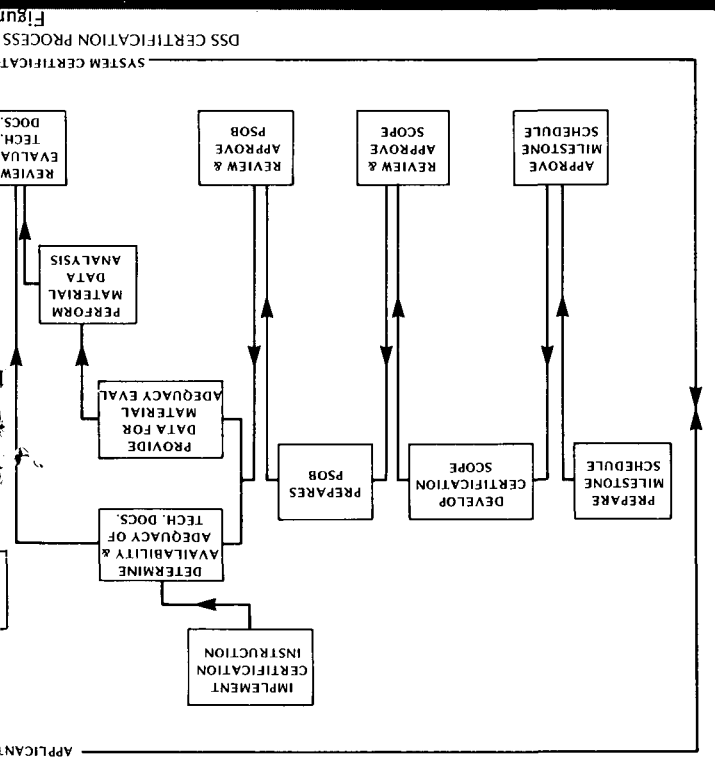 APPLICANT
IMPLEMENT
CERTIFICATION
INSTRUCTION
DETERMINE
AVAILABILITY &
ADEQUACY OF
TECH. DOCS.
PREPARE
MILESTONE
SCHEDULE
DEVELOP
CERTIFICATION
SCOPE
PREPARES
PSOB
PROVIDE
DATA FOR
MATERIAL
ADEQUACY EVAL
PERFORM
MATERIAL
DATA
ANALYSIS
APPROVE
MILESTONE
SCHEDULE
REVIEW &
APPROVE
SCOPE
REVIEW &
APPROVE
PSOB
REVIEW
EVALUA
TECH.
DOCS.
SYSTEM CERTIFICAT
DSS CERTIFICATION PROCESS
Figur